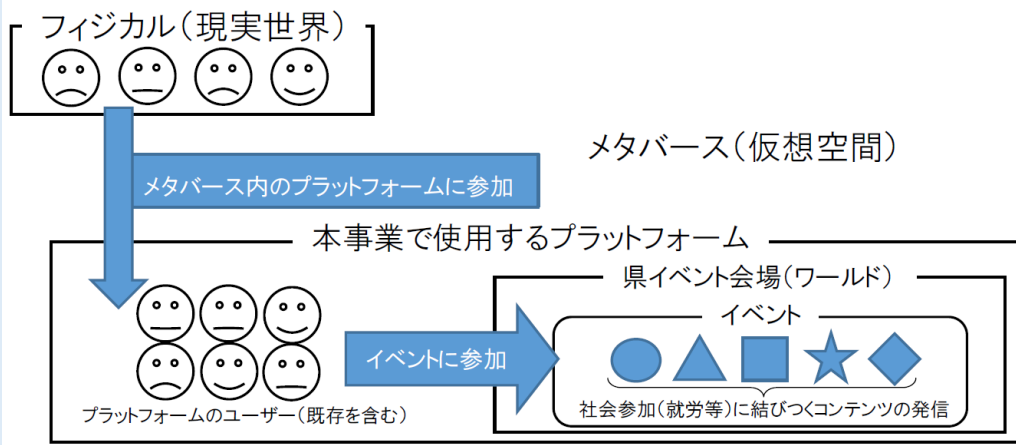 フィジカル（現実世界）
メタバース（仮想空間）
メタバース内のプラットフォームに参加
本事業で使用するプラットフォーム
県イベント会場（ワールド）
イベント
イベントに参加
プラットフォームのユーザー（既存を含む）
社会参加（就労等）に結びつくコンテンツの発信